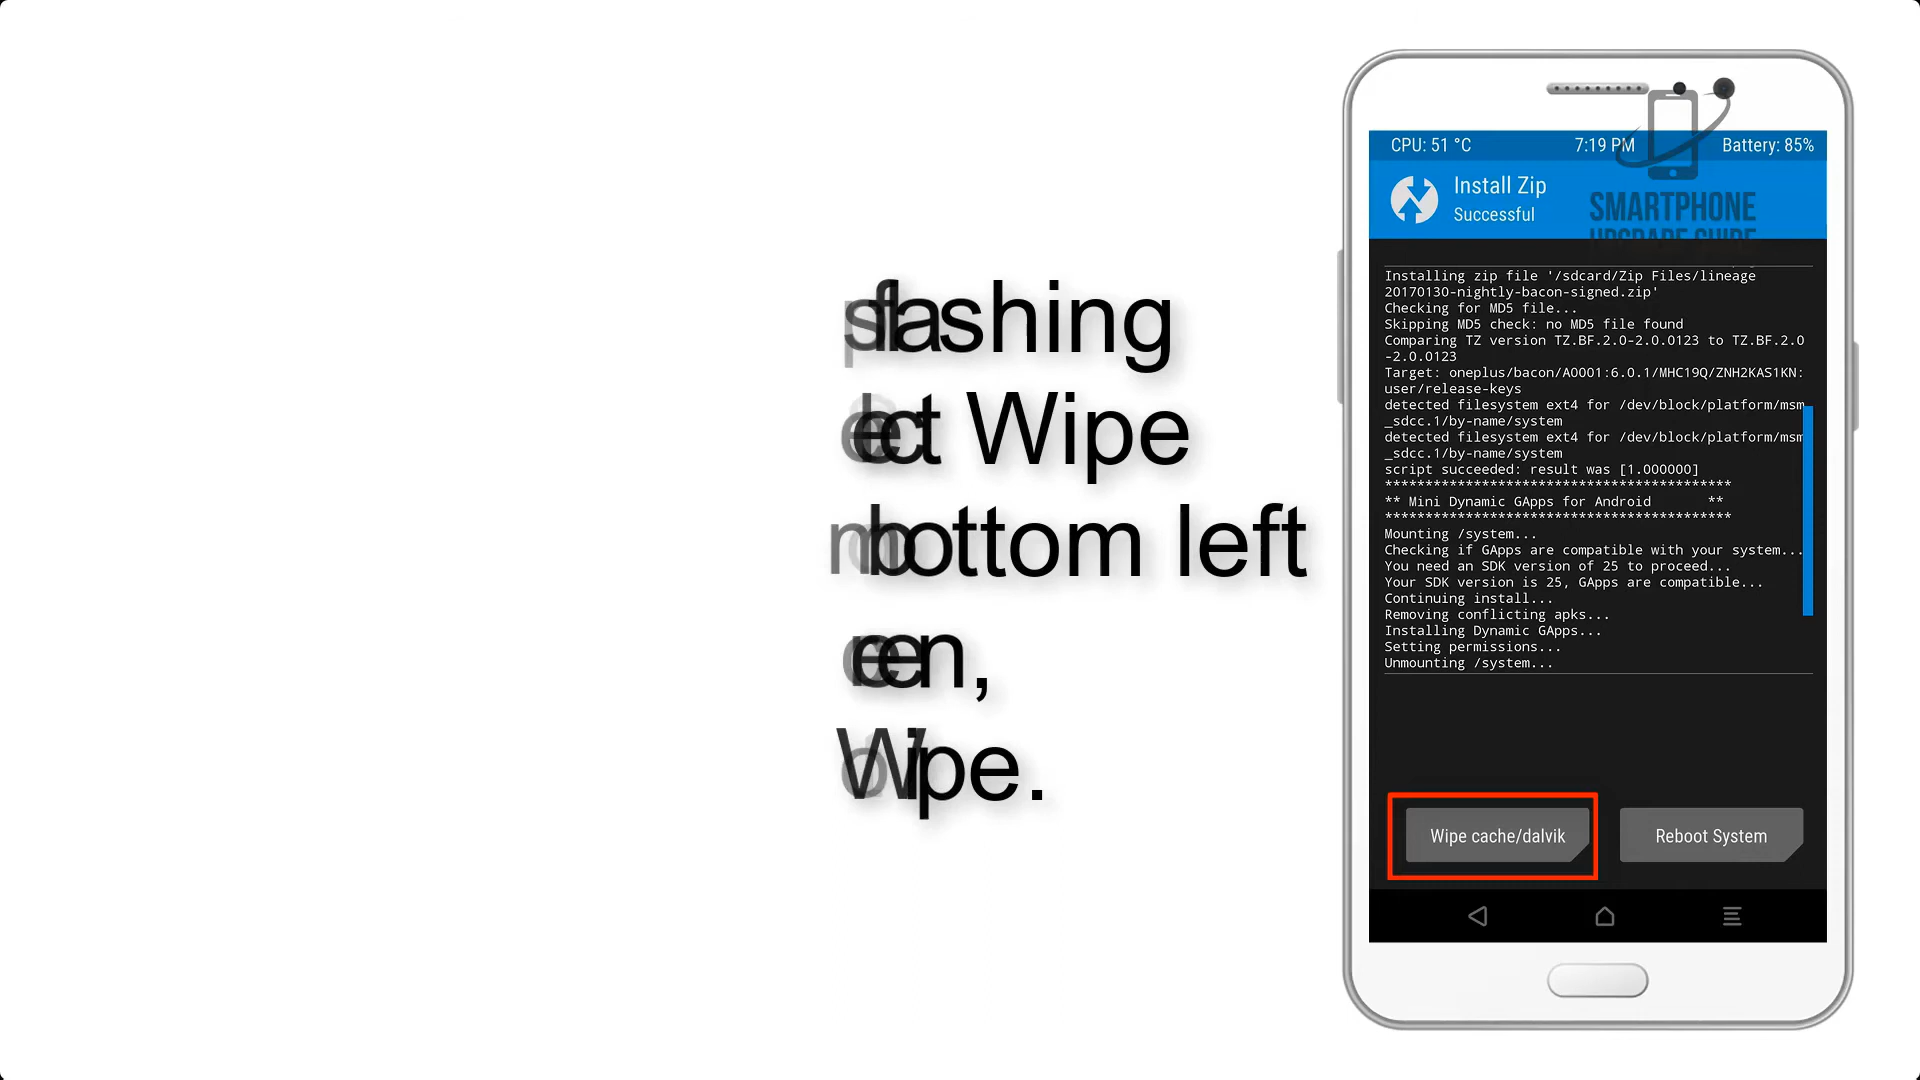 flashing
Wipe
bottom left
Wipe.
CPU: 51 °C
7:19 PM
Battery: 85%
Install Zip
Successful
SMARTPHONE
UPGRADE GUIDE
Installing zip file '/sdcard/Zip Files/lineage
20170130-nightly-bacon-signed.zip'
Checking for MD5 file...
Skipping MD5 check: no MD5 file found
Comparing TZ version TZ.BF.2.0-2.0.0123 to TZ.BF.2.0
-2.0.0123
Target: oneplus/bacon/A0001:6.0.1/MHC19Q/ZNH2KAS1KN:
user/release-keys
detected filesystem ext4 for /dev/block/platform/msm
_sdcc.1/by-name/system
detected filesystem ext4 for /dev/block/platform/msm
_sdcc.1/by-name/system
script succeeded: result was [1.000000]
*******************************************
** Mini Dynamic GApps for Android       **
*******************************************
Mounting /system...
Checking if GApps are compatible with your system...
You need an SDK version of 25 to proceed...
Your SDK version is 25, GApps are compatible...
Continuing install...
Removing conflicting apks...
Installing Dynamic GApps...
Setting permissions...
Unmounting /system...
Wipe cache/dalvik
Reboot System